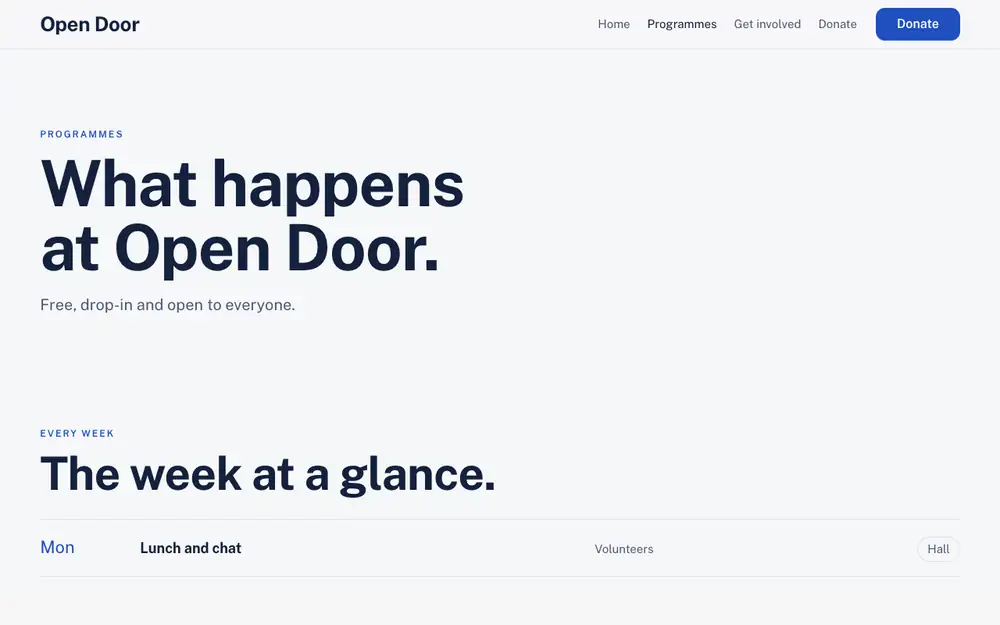 Open Door
Home Programmes Get involved Donate Donate
PROGRAMMES
What happens
at Open Door.
Free, drop-in and open to everyone.
EVERY WEEK
The week at a glance.
Mon Lunch and chat Volunteers Hall